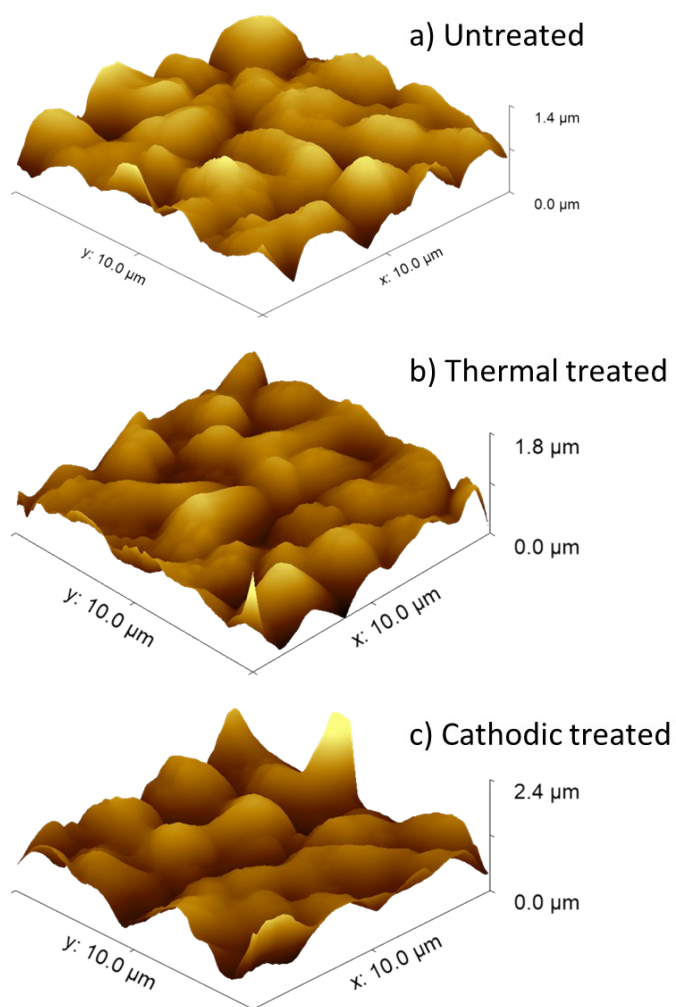 a) Untreated
1.4 µm
0.0 µm
y: 10.0 µm
x: 10.0 µm
b) Thermal treated
1.8 µm
0.0 µm
y: 10.0 µm
x: 10.0 µm
c) Cathodic treated
2.4 µm
0.0 µm
y: 10.0 µm
x: 10.0 µm